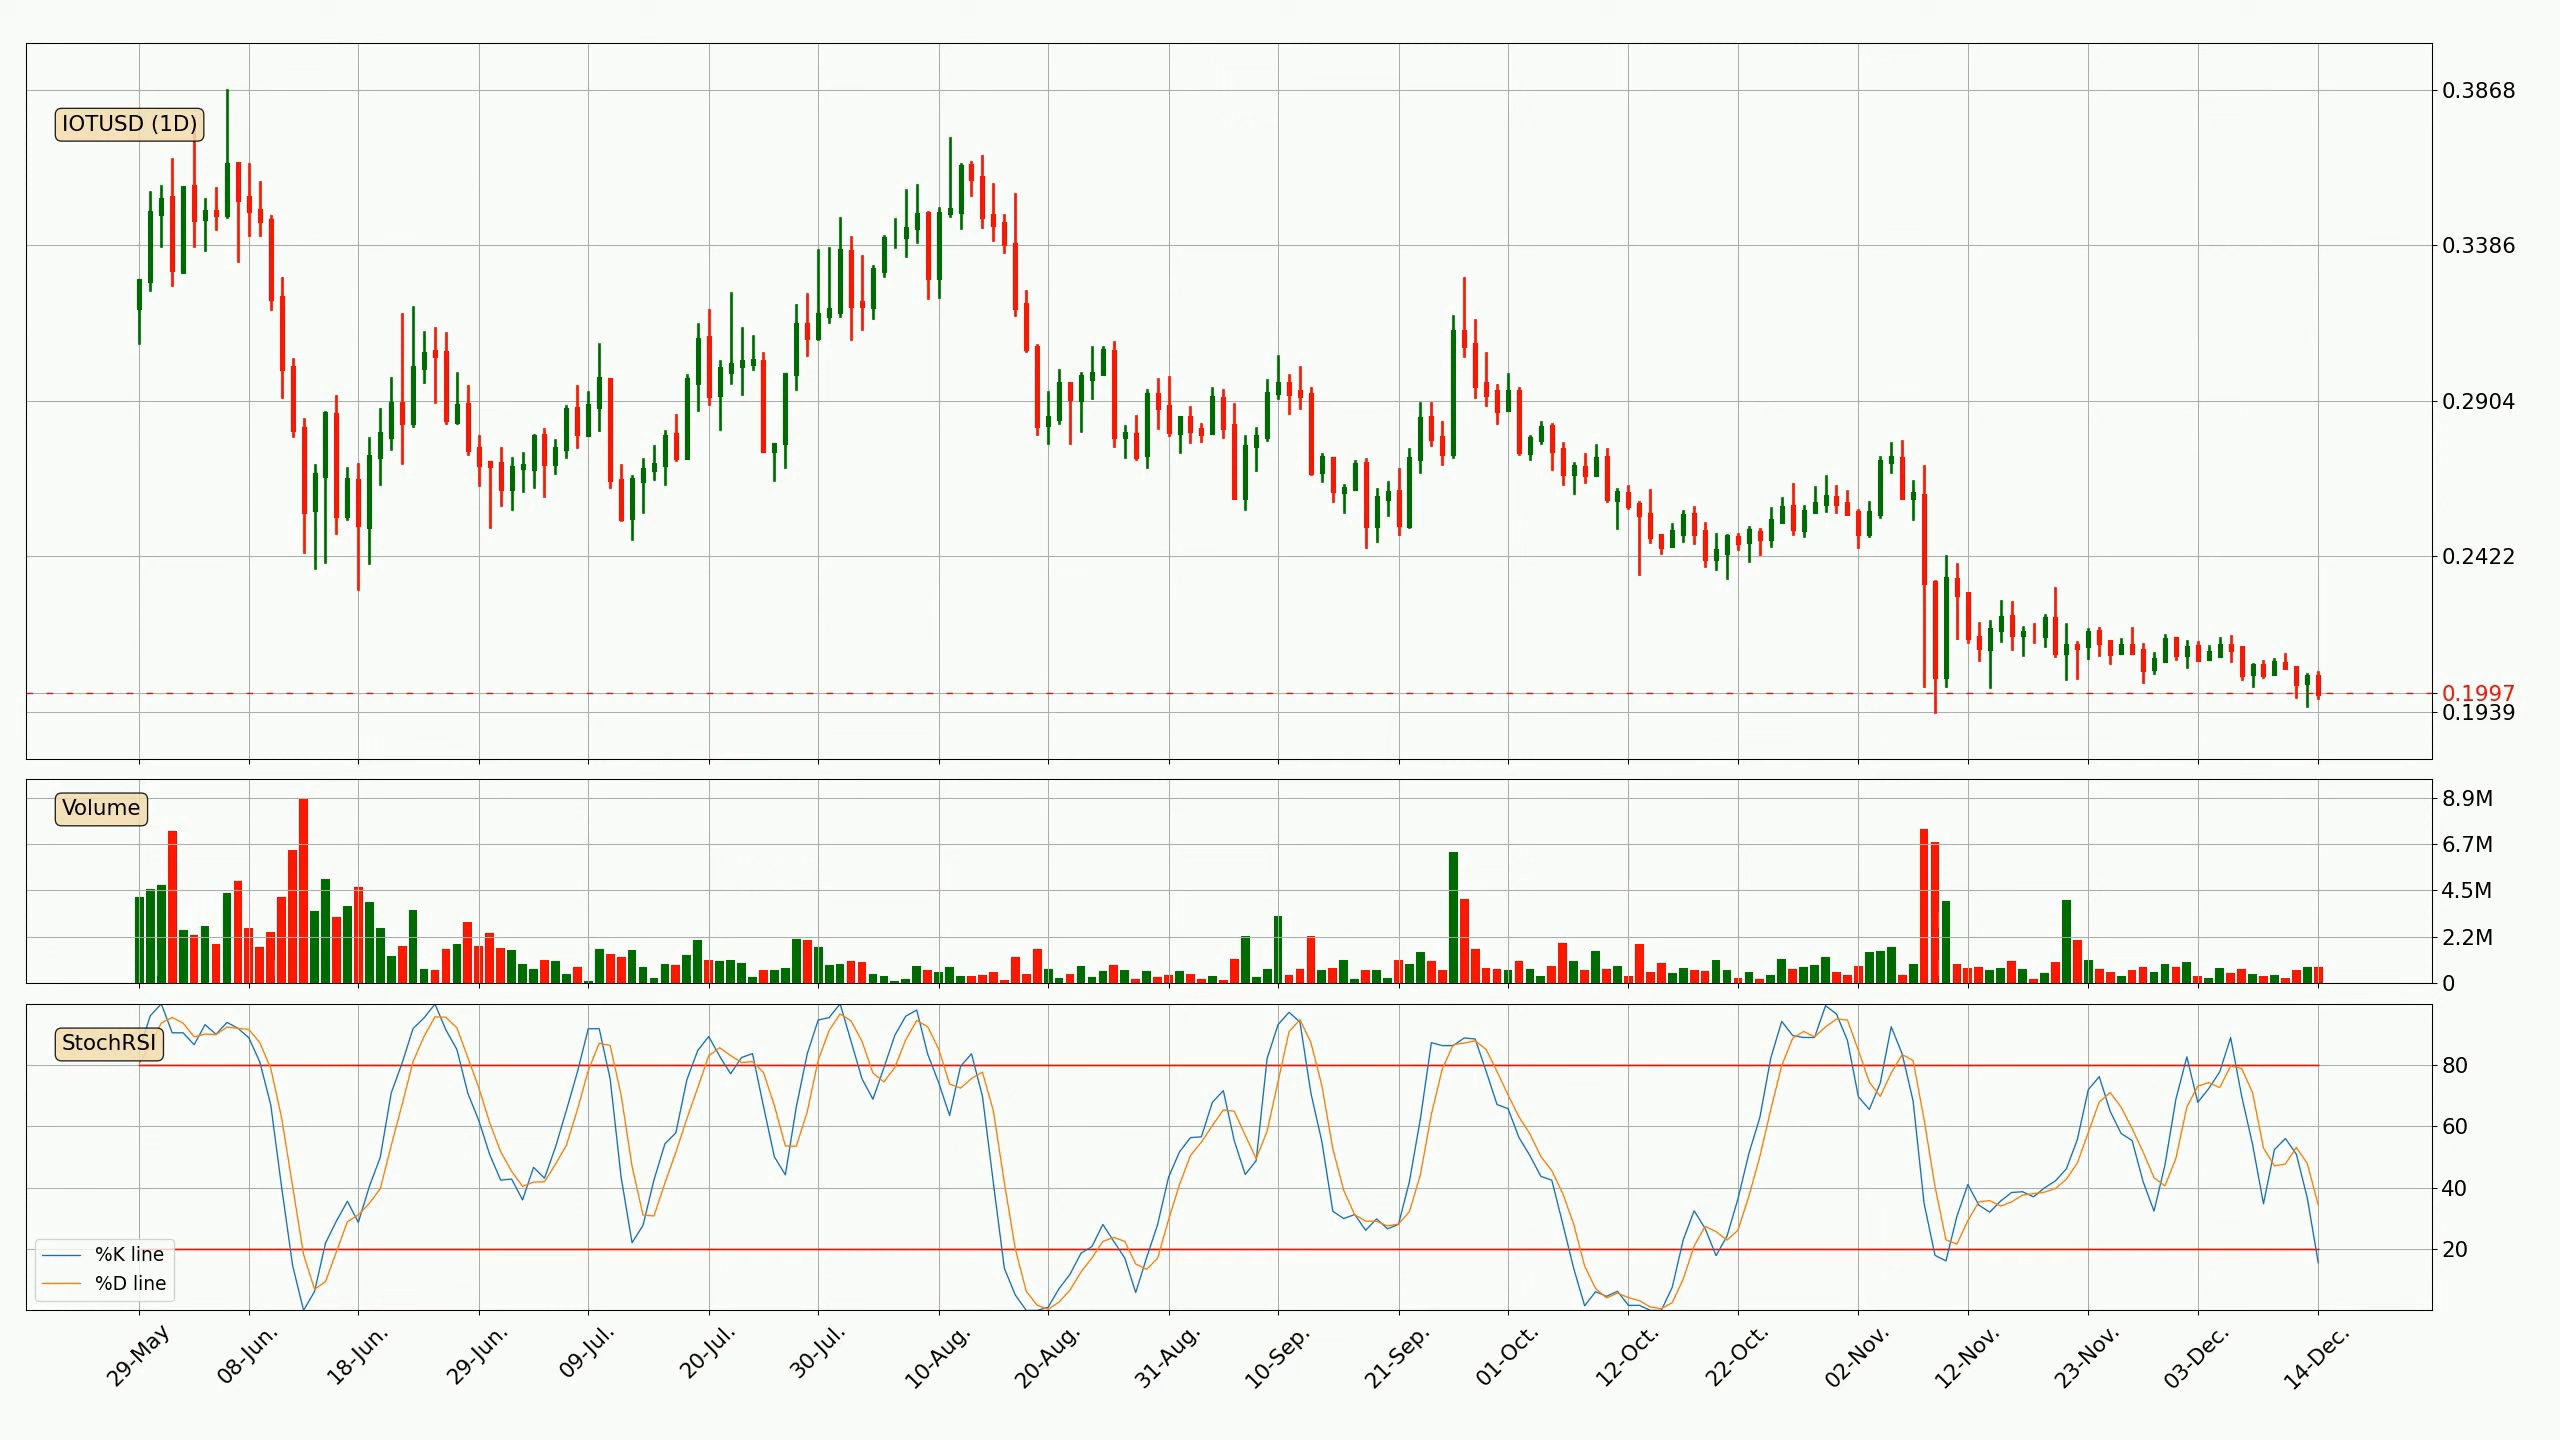 IOTUSD (1D)
0.3868
0.3386
0.2904
0.2422
0.1997
0.1939
Volume
8.9M
6.7M
4.5M
2.2M
0
StochRSI
80
60
40
20
%K line
%D line
29-May
08-Jun.
18-Jun.
29-Jun.
09-Jul.
20-Jul.
30-Jul.
10-Aug.
20-Aug.
31-Aug.
10-Sep.
21-Sep.
01-Oct.
12-Oct.
22-Oct.
02-Nov.
12-Nov.
23-Nov.
03-Dec.
14-Dec.